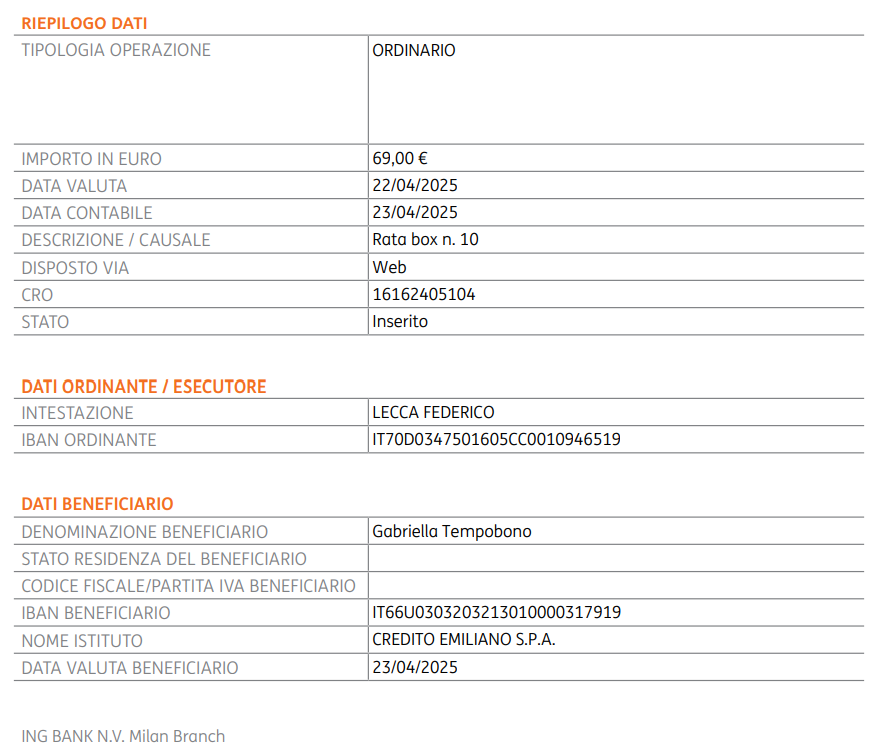 RIEPILOGO DATI
TIPOLOGIA OPERAZIONE ORDINARIO
IMPORTO IN EURO 69,00 €
DATA VALUTA 22/04/2025
DATA CONTABILE 23/04/2025
DESCRIZIONE / CAUSALE Rata box n. 10
DISPOSTO VIA Web
CRO 16162405104
STATO Inserito
DATI ORDINANTE / ESECUTORE
INTESTAZIONE LECCA FEDERICO
IBAN ORDINANTE IT70D0347501605CC0010946519
DATI BENEFICIARIO
DENOMINAZIONE BENEFICIARIO Gabriella Tempobono
STATO RESIDENZA DEL BENEFICIARIO
CODICE FISCALE/PARTITA IVA BENEFICIARIO
IBAN BENEFICIARIO IT66U0303203213010000317919
NOME ISTITUTO CREDITO EMILIANO S.P.A.
DATA VALUTA BENEFICIARIO 23/04/2025
ING BANK N.V. Milan Branch